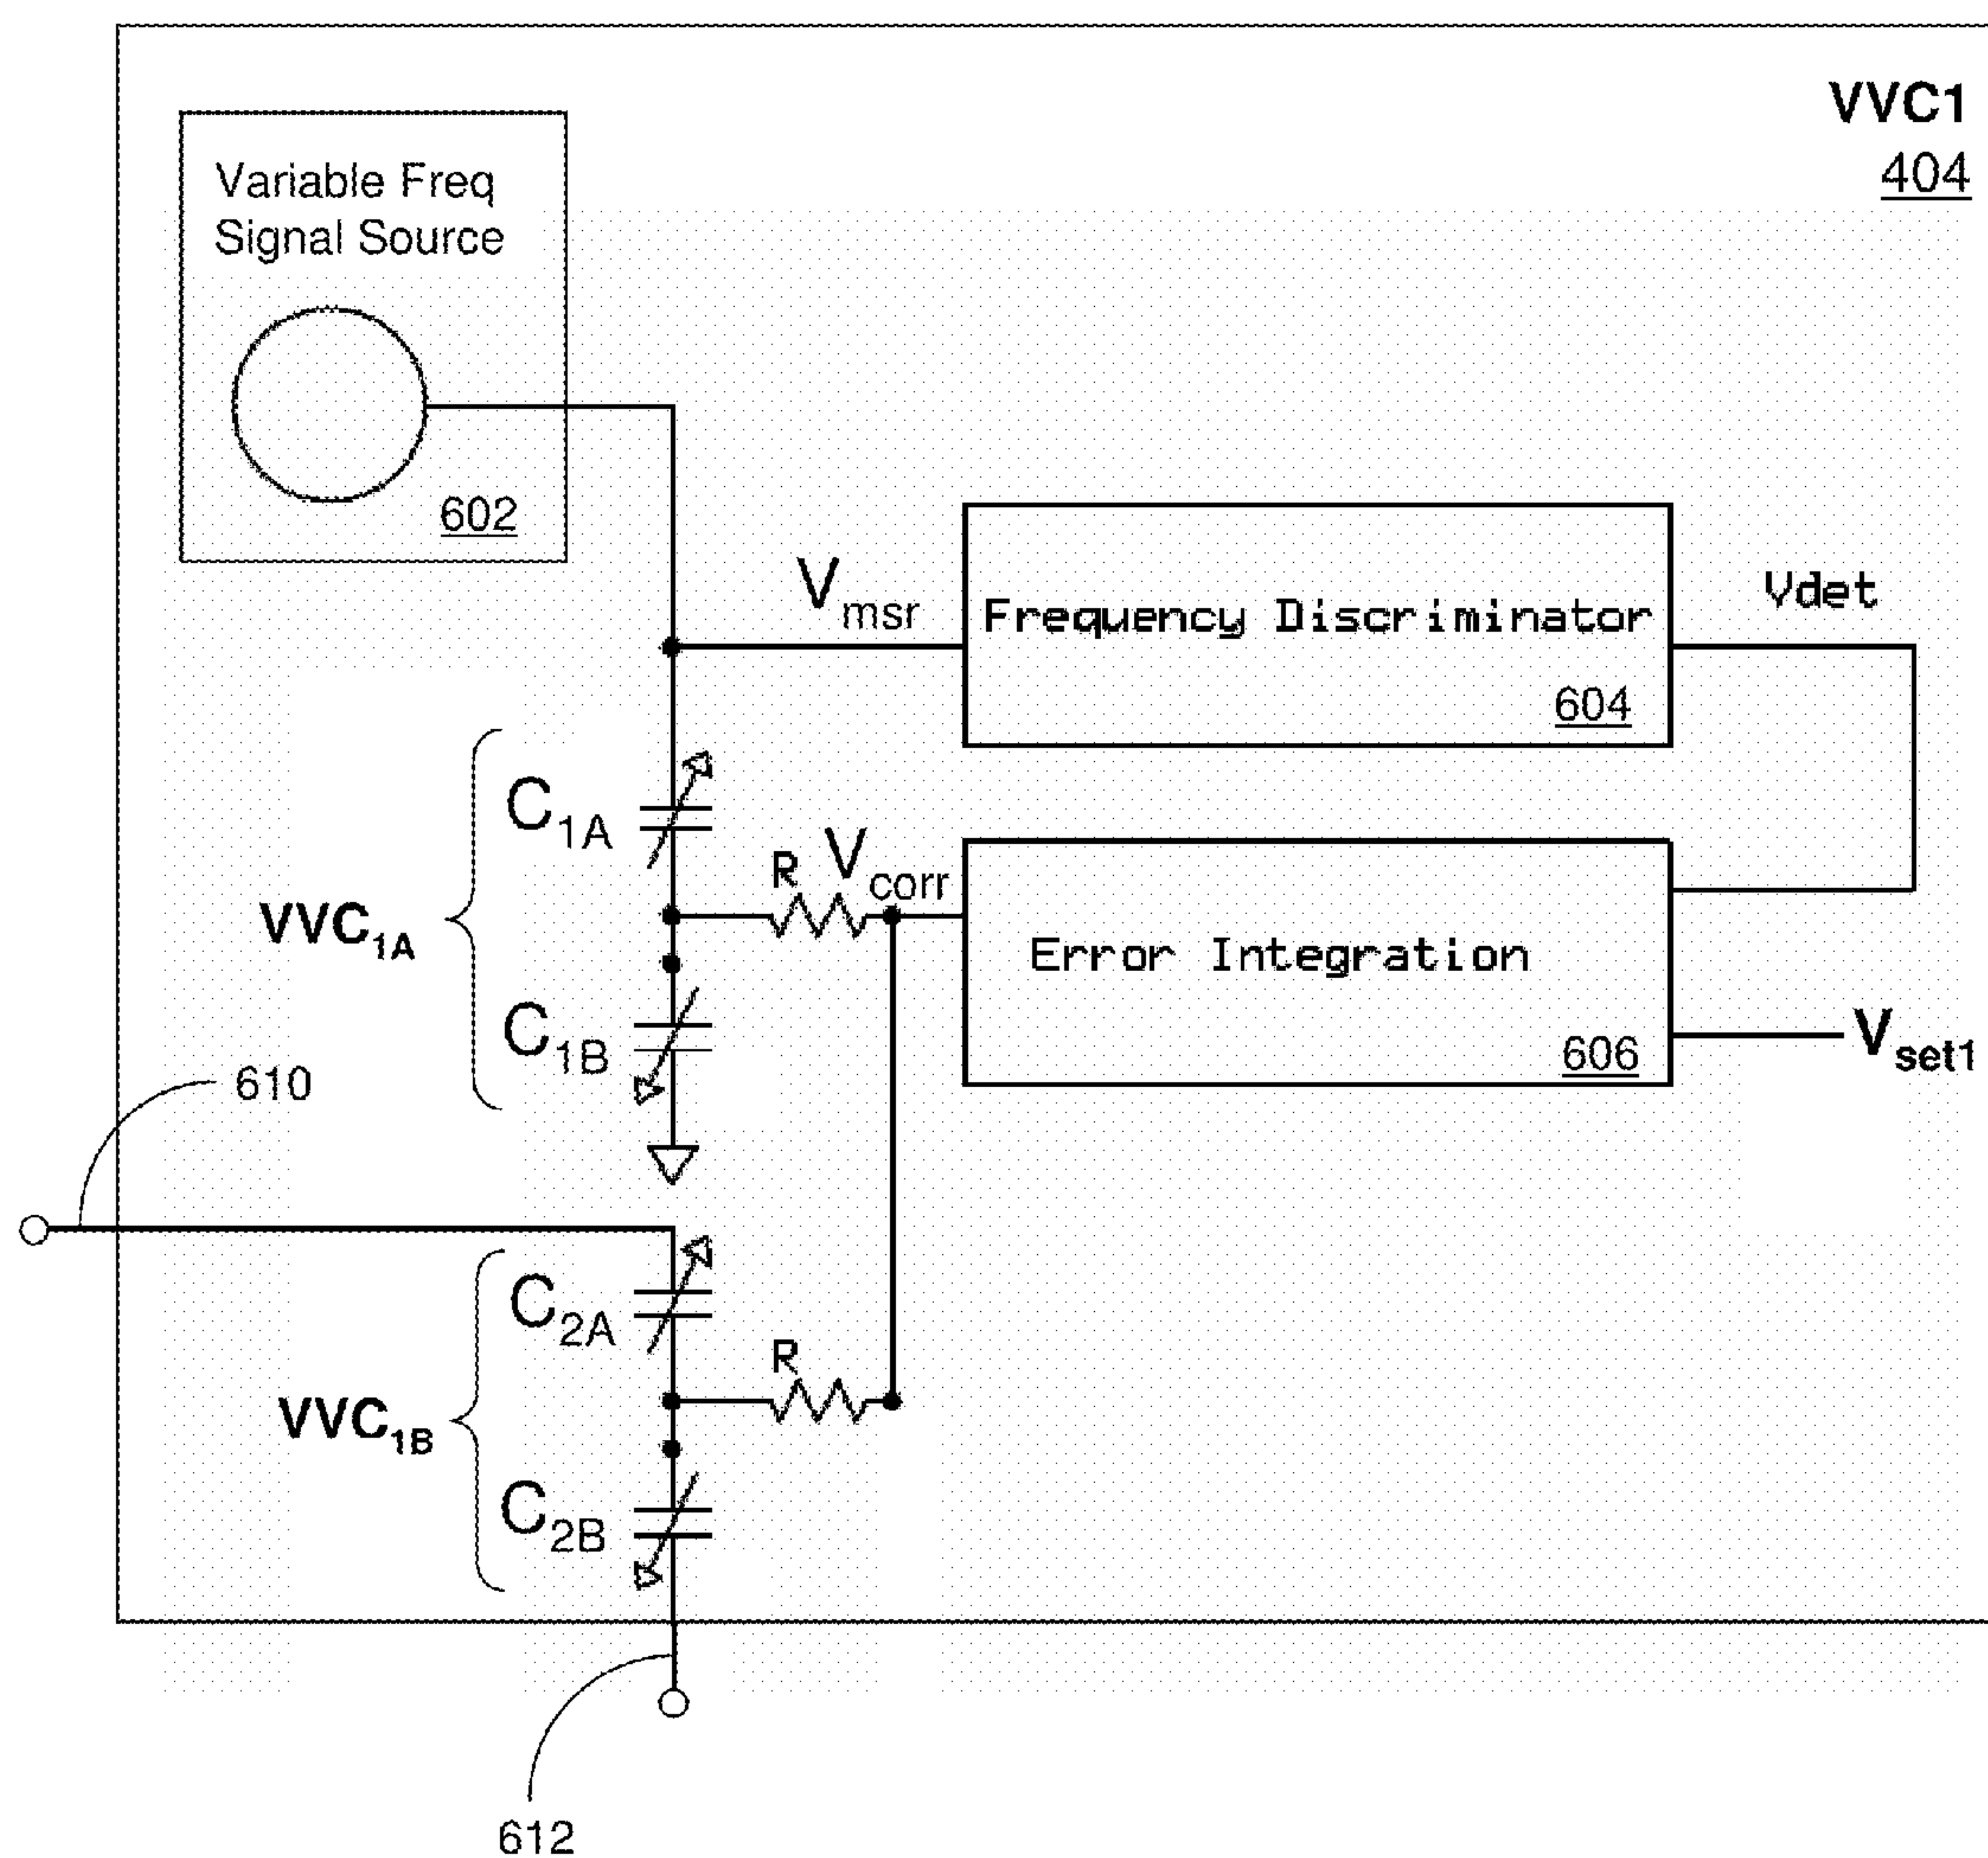 VVC1
404
Variable Freq
Signal Source
602
Vmsr
Frequency Discriminator
604
Vdet
C1A
R
Vcorr
VVC1A
Error Integration
606
Vset1
C1B
610
C2A
R
VVC1B
C2B
612